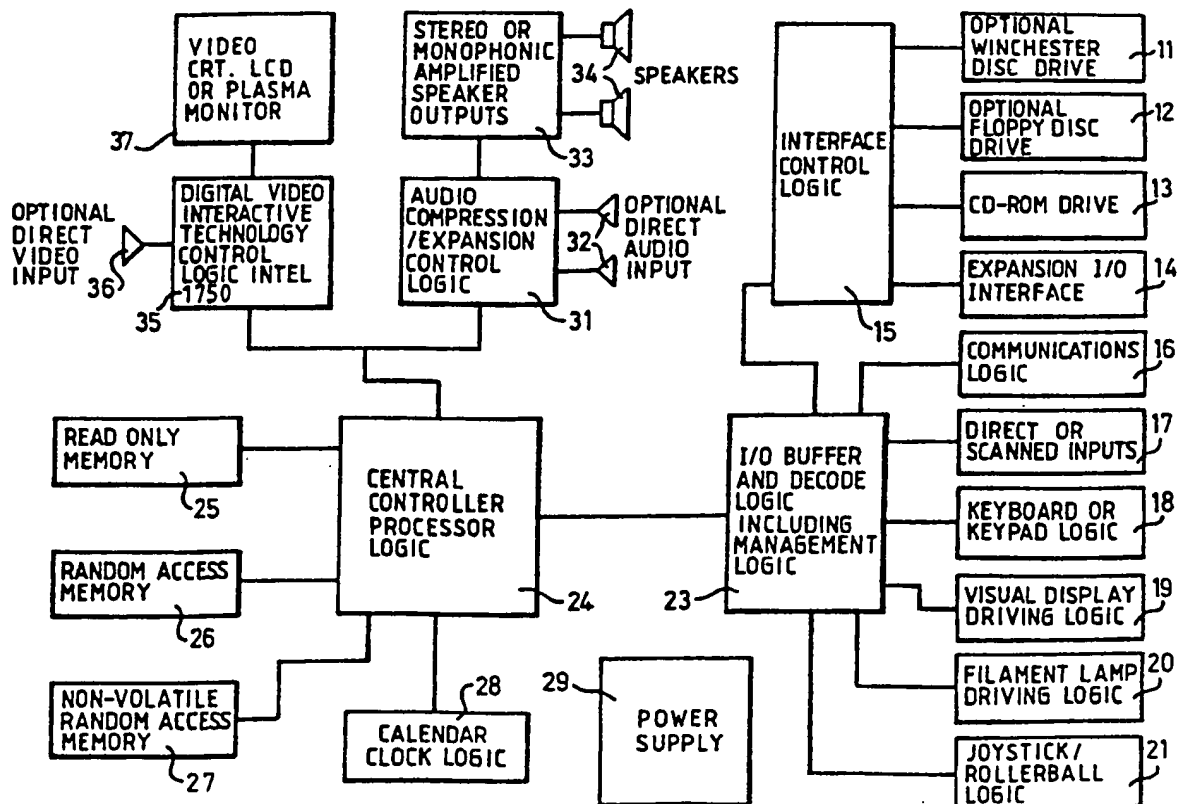 VIDEO
CRT. LCD
OR PLASMA
MONITOR
37
STEREO OR
MONOPHONIC
AMPLIFIED
SPEAKER
OUTPUTS
33
34
SPEAKERS
OPTIONAL
DIRECT
VIDEO
INPUT
36
DIGITAL VIDEO
INTERACTIVE
TECHNOLOGY
CONTROL
LOGIC INTEL
1750
35
AUDIO
COMPRESSION
/EXPANSION
CONTROL
LOGIC
31
32
OPTIONAL
DIRECT
AUDIO
INPUT
INTERFACE
CONTROL
LOGIC
15
OPTIONAL
WINCHESTER
DISC DRIVE
11
OPTIONAL
FLOPPY DISC
DRIVE
12
CD-ROM DRIVE
13
EXPANSION I/O
INTERFACE
14
COMMUNICATIONS
LOGIC
16
DIRECT OR
SCANNED INPUTS
17
KEYBOARD OR
KEYPAD LOGIC
18
VISUAL DISPLAY
DRIVING LOGIC
19
FILAMENT LAMP
DRIVING LOGIC
20
JOYSTICK/
ROLLERBALL
LOGIC
21
READ ONLY
MEMORY
25
RANDOM ACCESS
MEMORY
26
NON-VOLATILE
RANDOM ACCESS
MEMORY
27
CENTRAL
CONTROLLER
PROCESSOR
LOGIC
24
I/O BUFFER
AND DECODE
LOGIC
INCLUDING
MANAGEMENT
LOGIC
23
28
CALENDAR
CLOCK LOGIC
29
POWER
SUPPLY